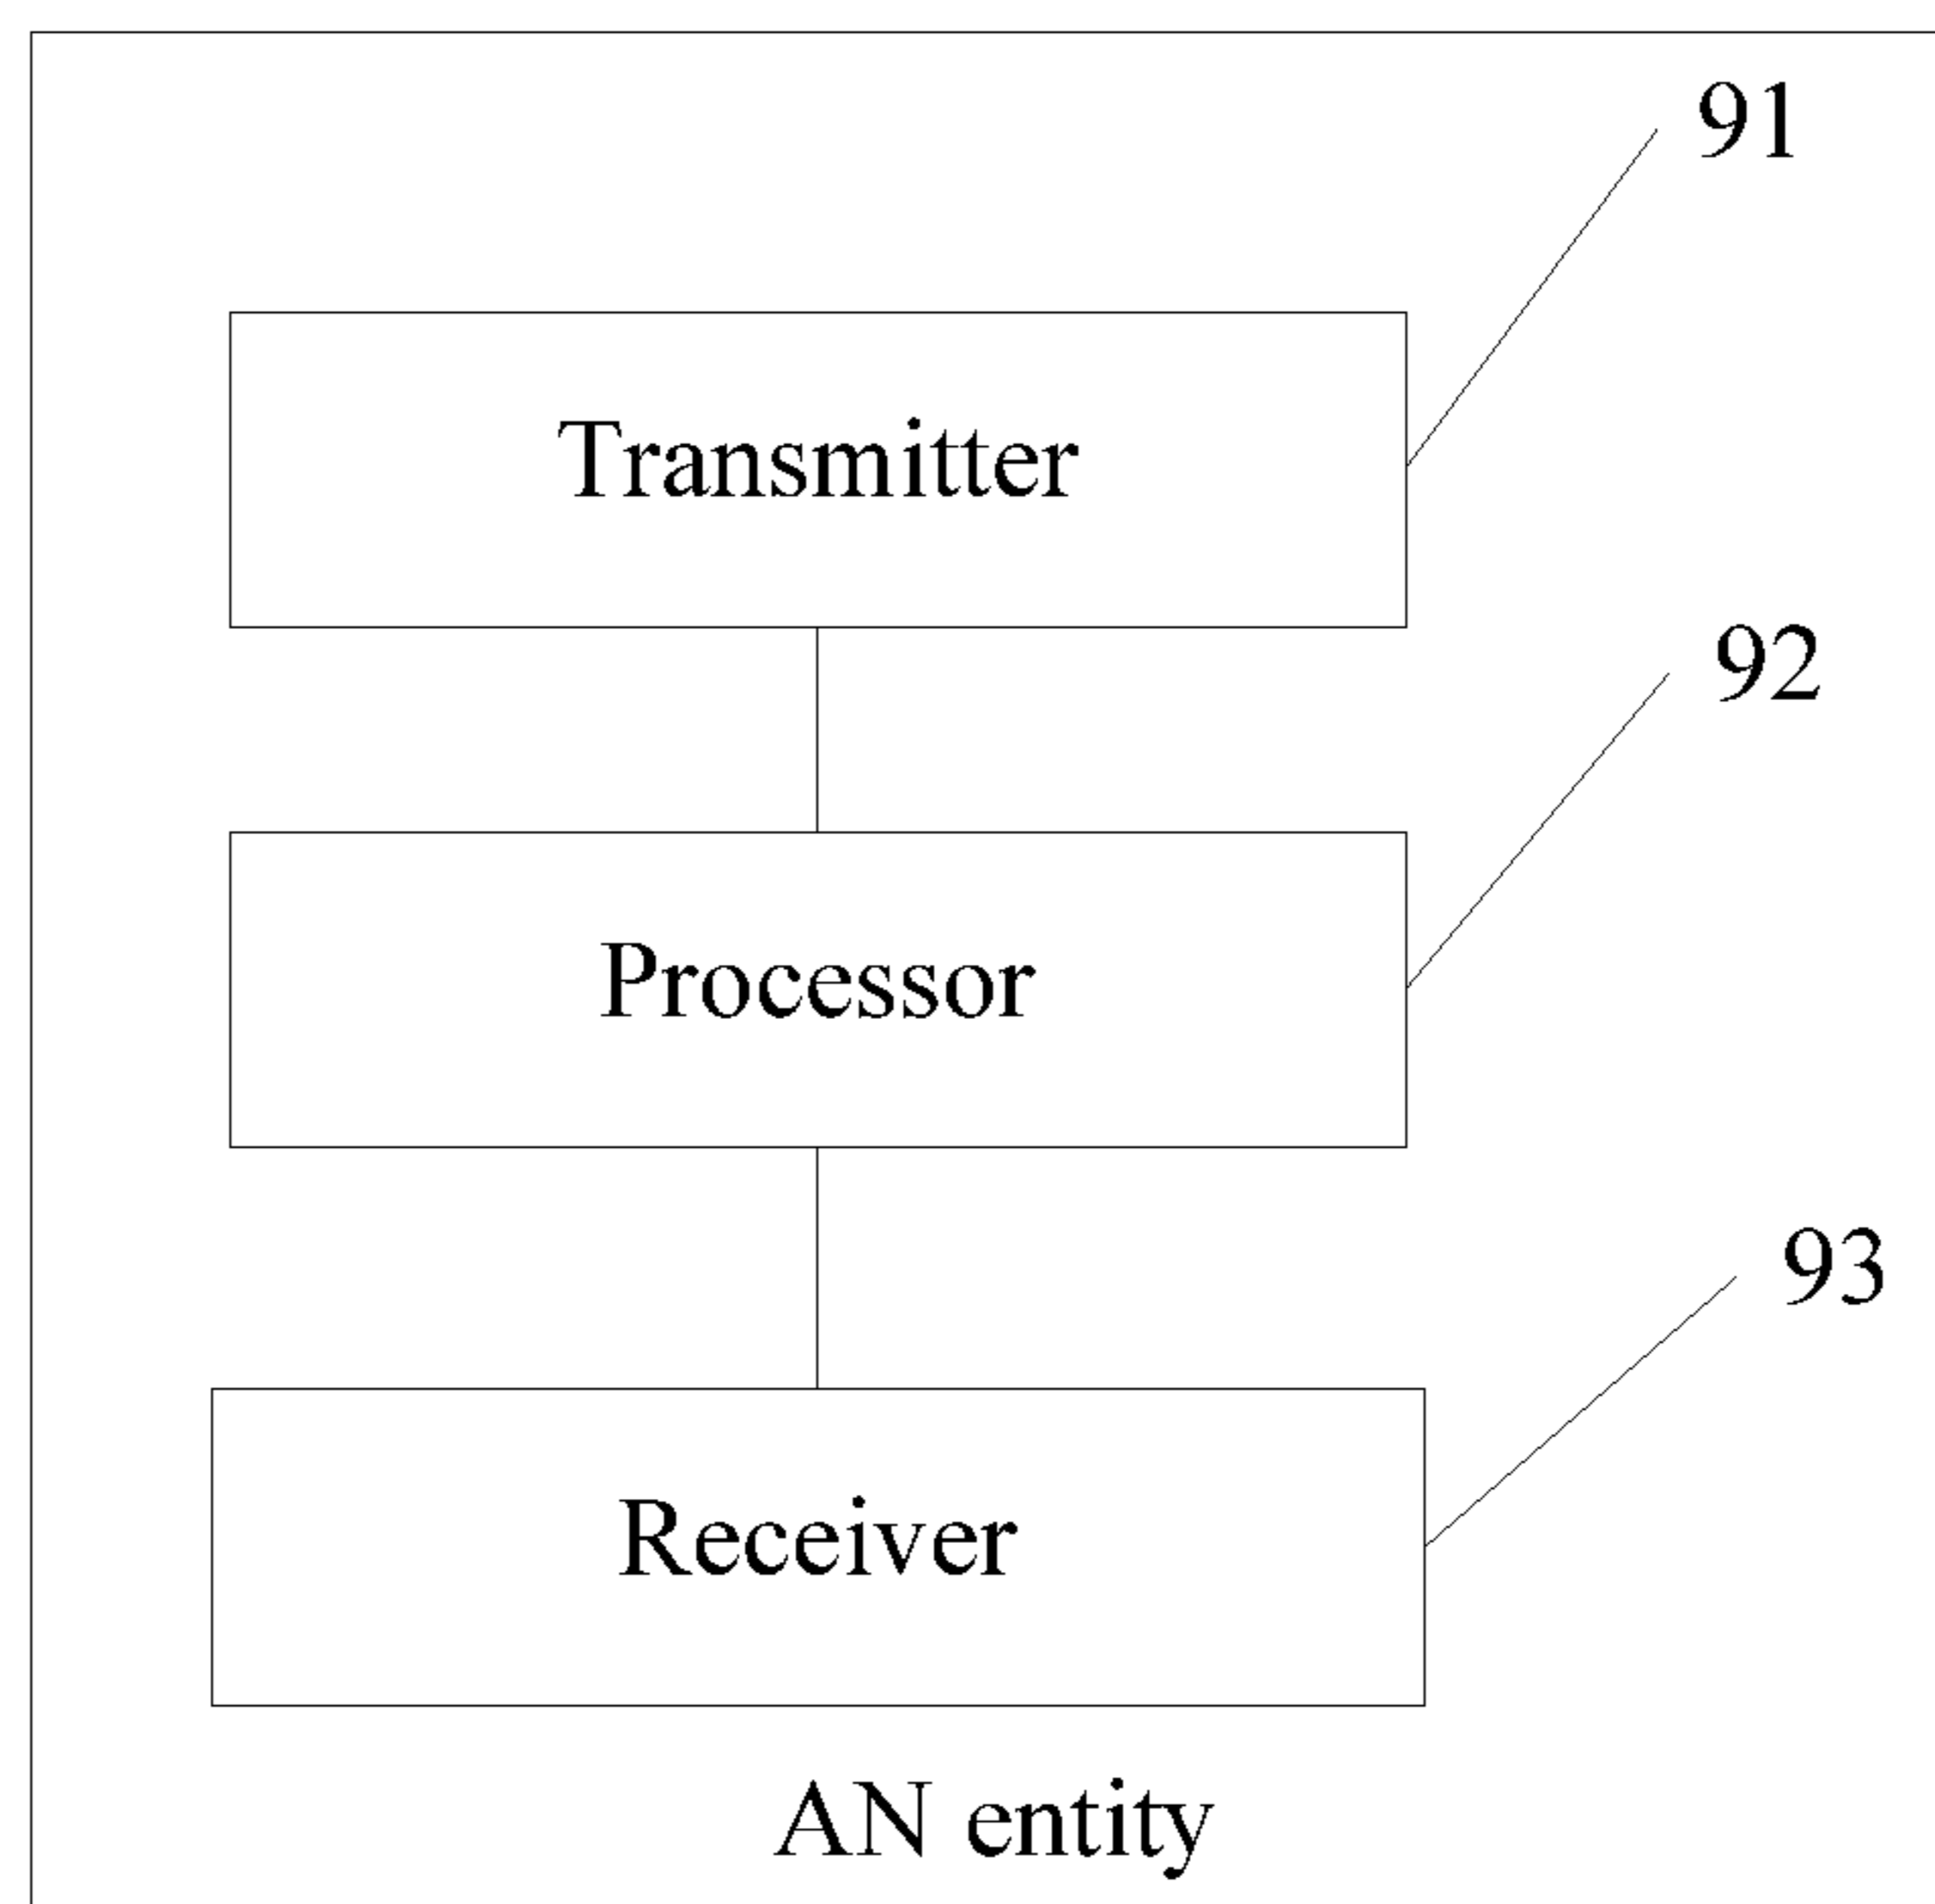 91
Transmitter
92
Processor
93
Receiver
AN entity